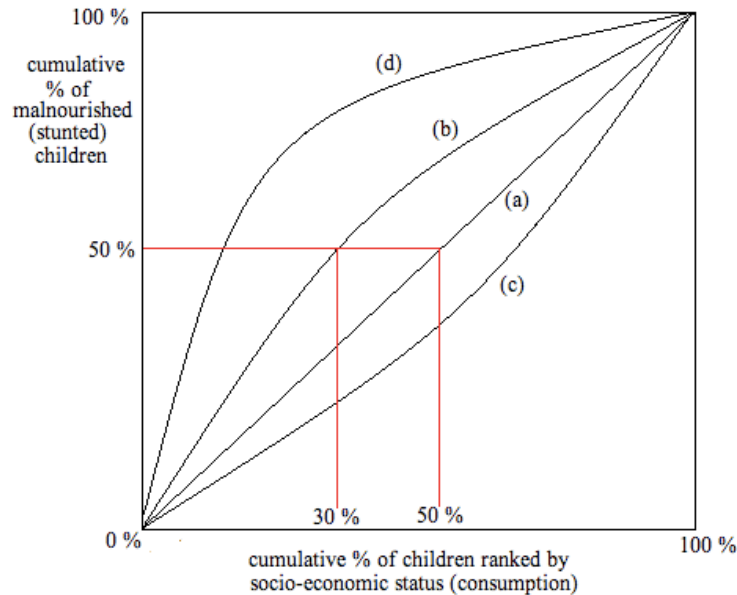 100 %
cumulative
% of
malnourished
(stunted)
children
(d)
(b)
(a)
50 %
(c)
30 %
50 %
0 %
100 %
cumulative % of children ranked by
socio-economic status (consumption)